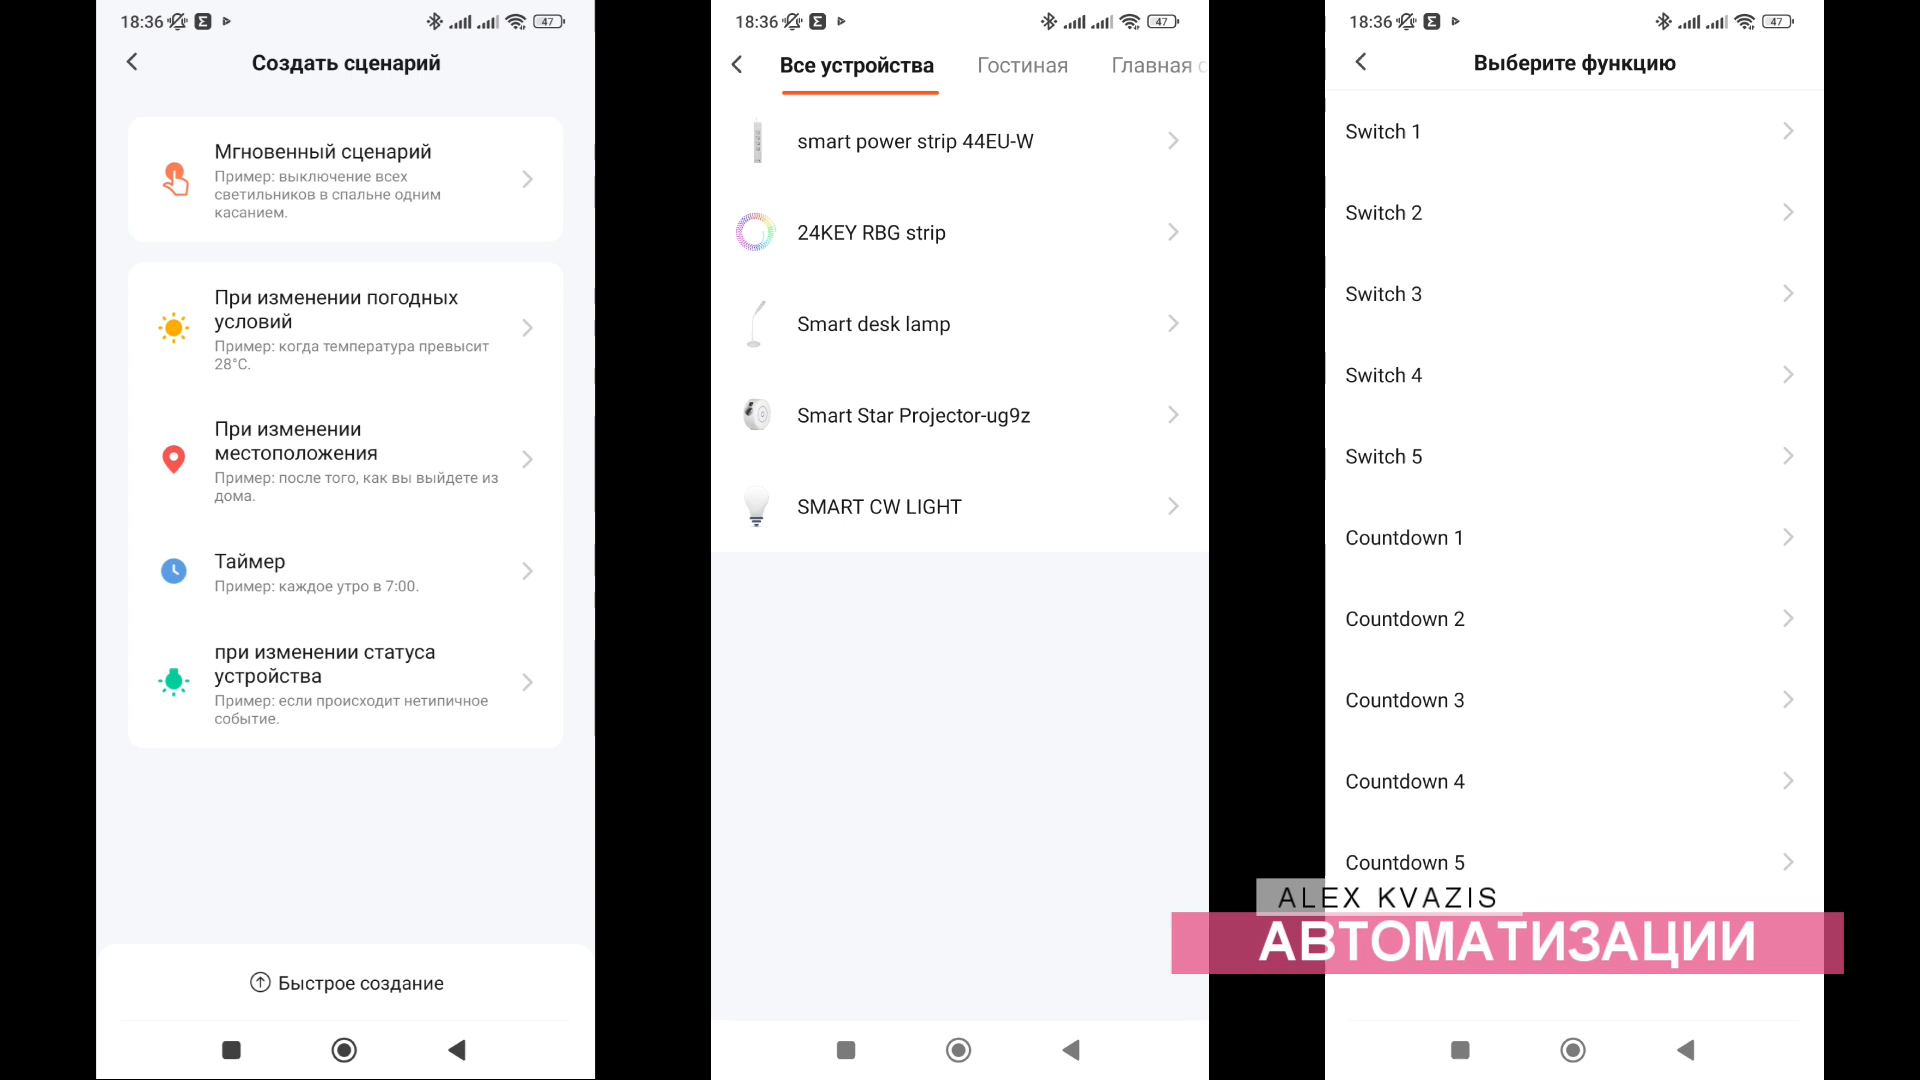 18:36
47
Создать сценарий
Мгновенный сценарий
Пример: выключение всех
светильников в спальне одним
касанием.
При изменении погодных
условий
Пример: когда температура превысит
28°C.
При изменении
местоположения
Пример: после того, как вы выйдете из
дома.
Таймер
Пример: каждое утро в 7:00.
при изменении статуса
устройства
Пример: если происходит нетипичное
событие.
Быстрое создание
18:36
47
Все устройства
Гостиная
Главная
smart power strip 44EU-W
24KEY RBG strip
Smart desk lamp
Smart Star Projector-ug9z
SMART CW LIGHT
18:36
47
Выберите функцию
Switch 1
Switch 2
Switch 3
Switch 4
Switch 5
Countdown 1
Countdown 2
Countdown 3
Countdown 4
Countdown 5
ALEX KVAZIS
АВТОМАТИЗАЦИИ